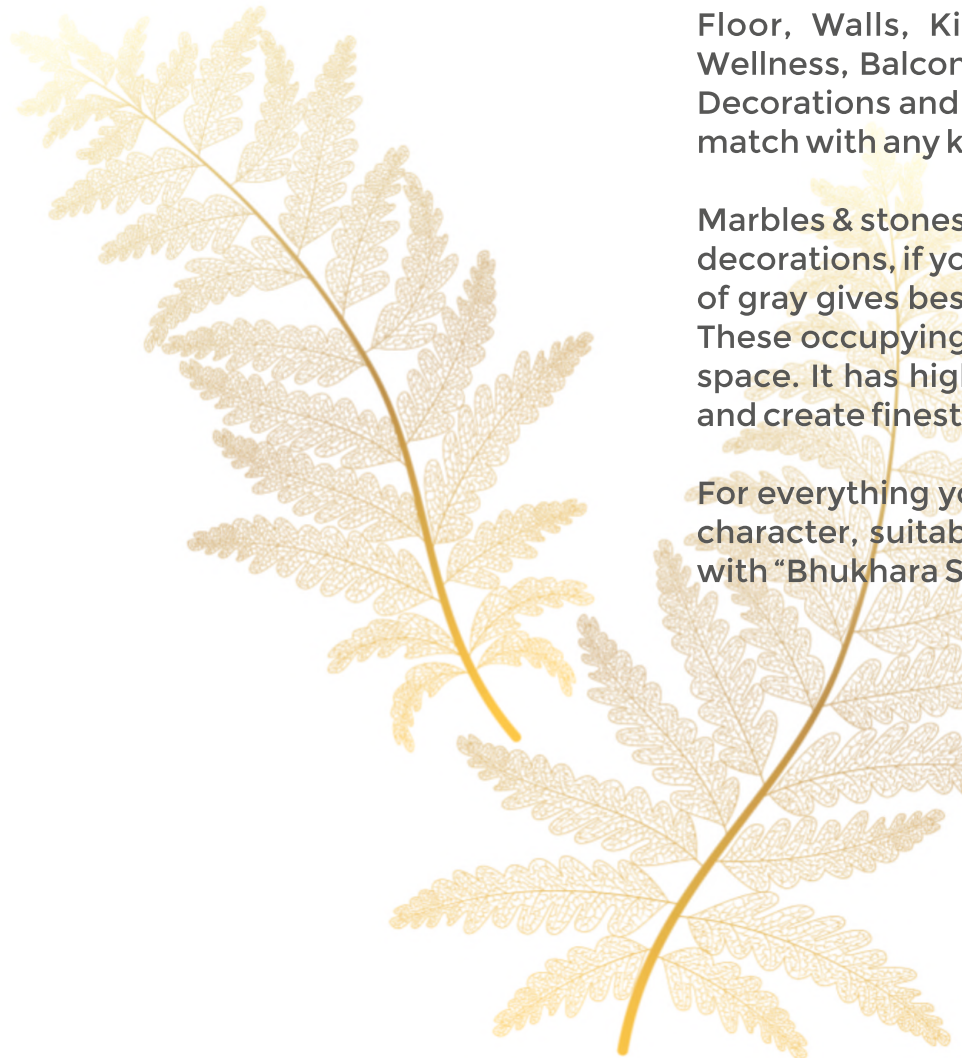 Floor, Walls, Ki
Wellness, Balcon
Decorations and
match with any k
Marbles & stones
decorations, if yo
of gray gives bes
These occupying
space. It has hig
and create finest
For everything yo
character, suitab
with “Bhukhara S